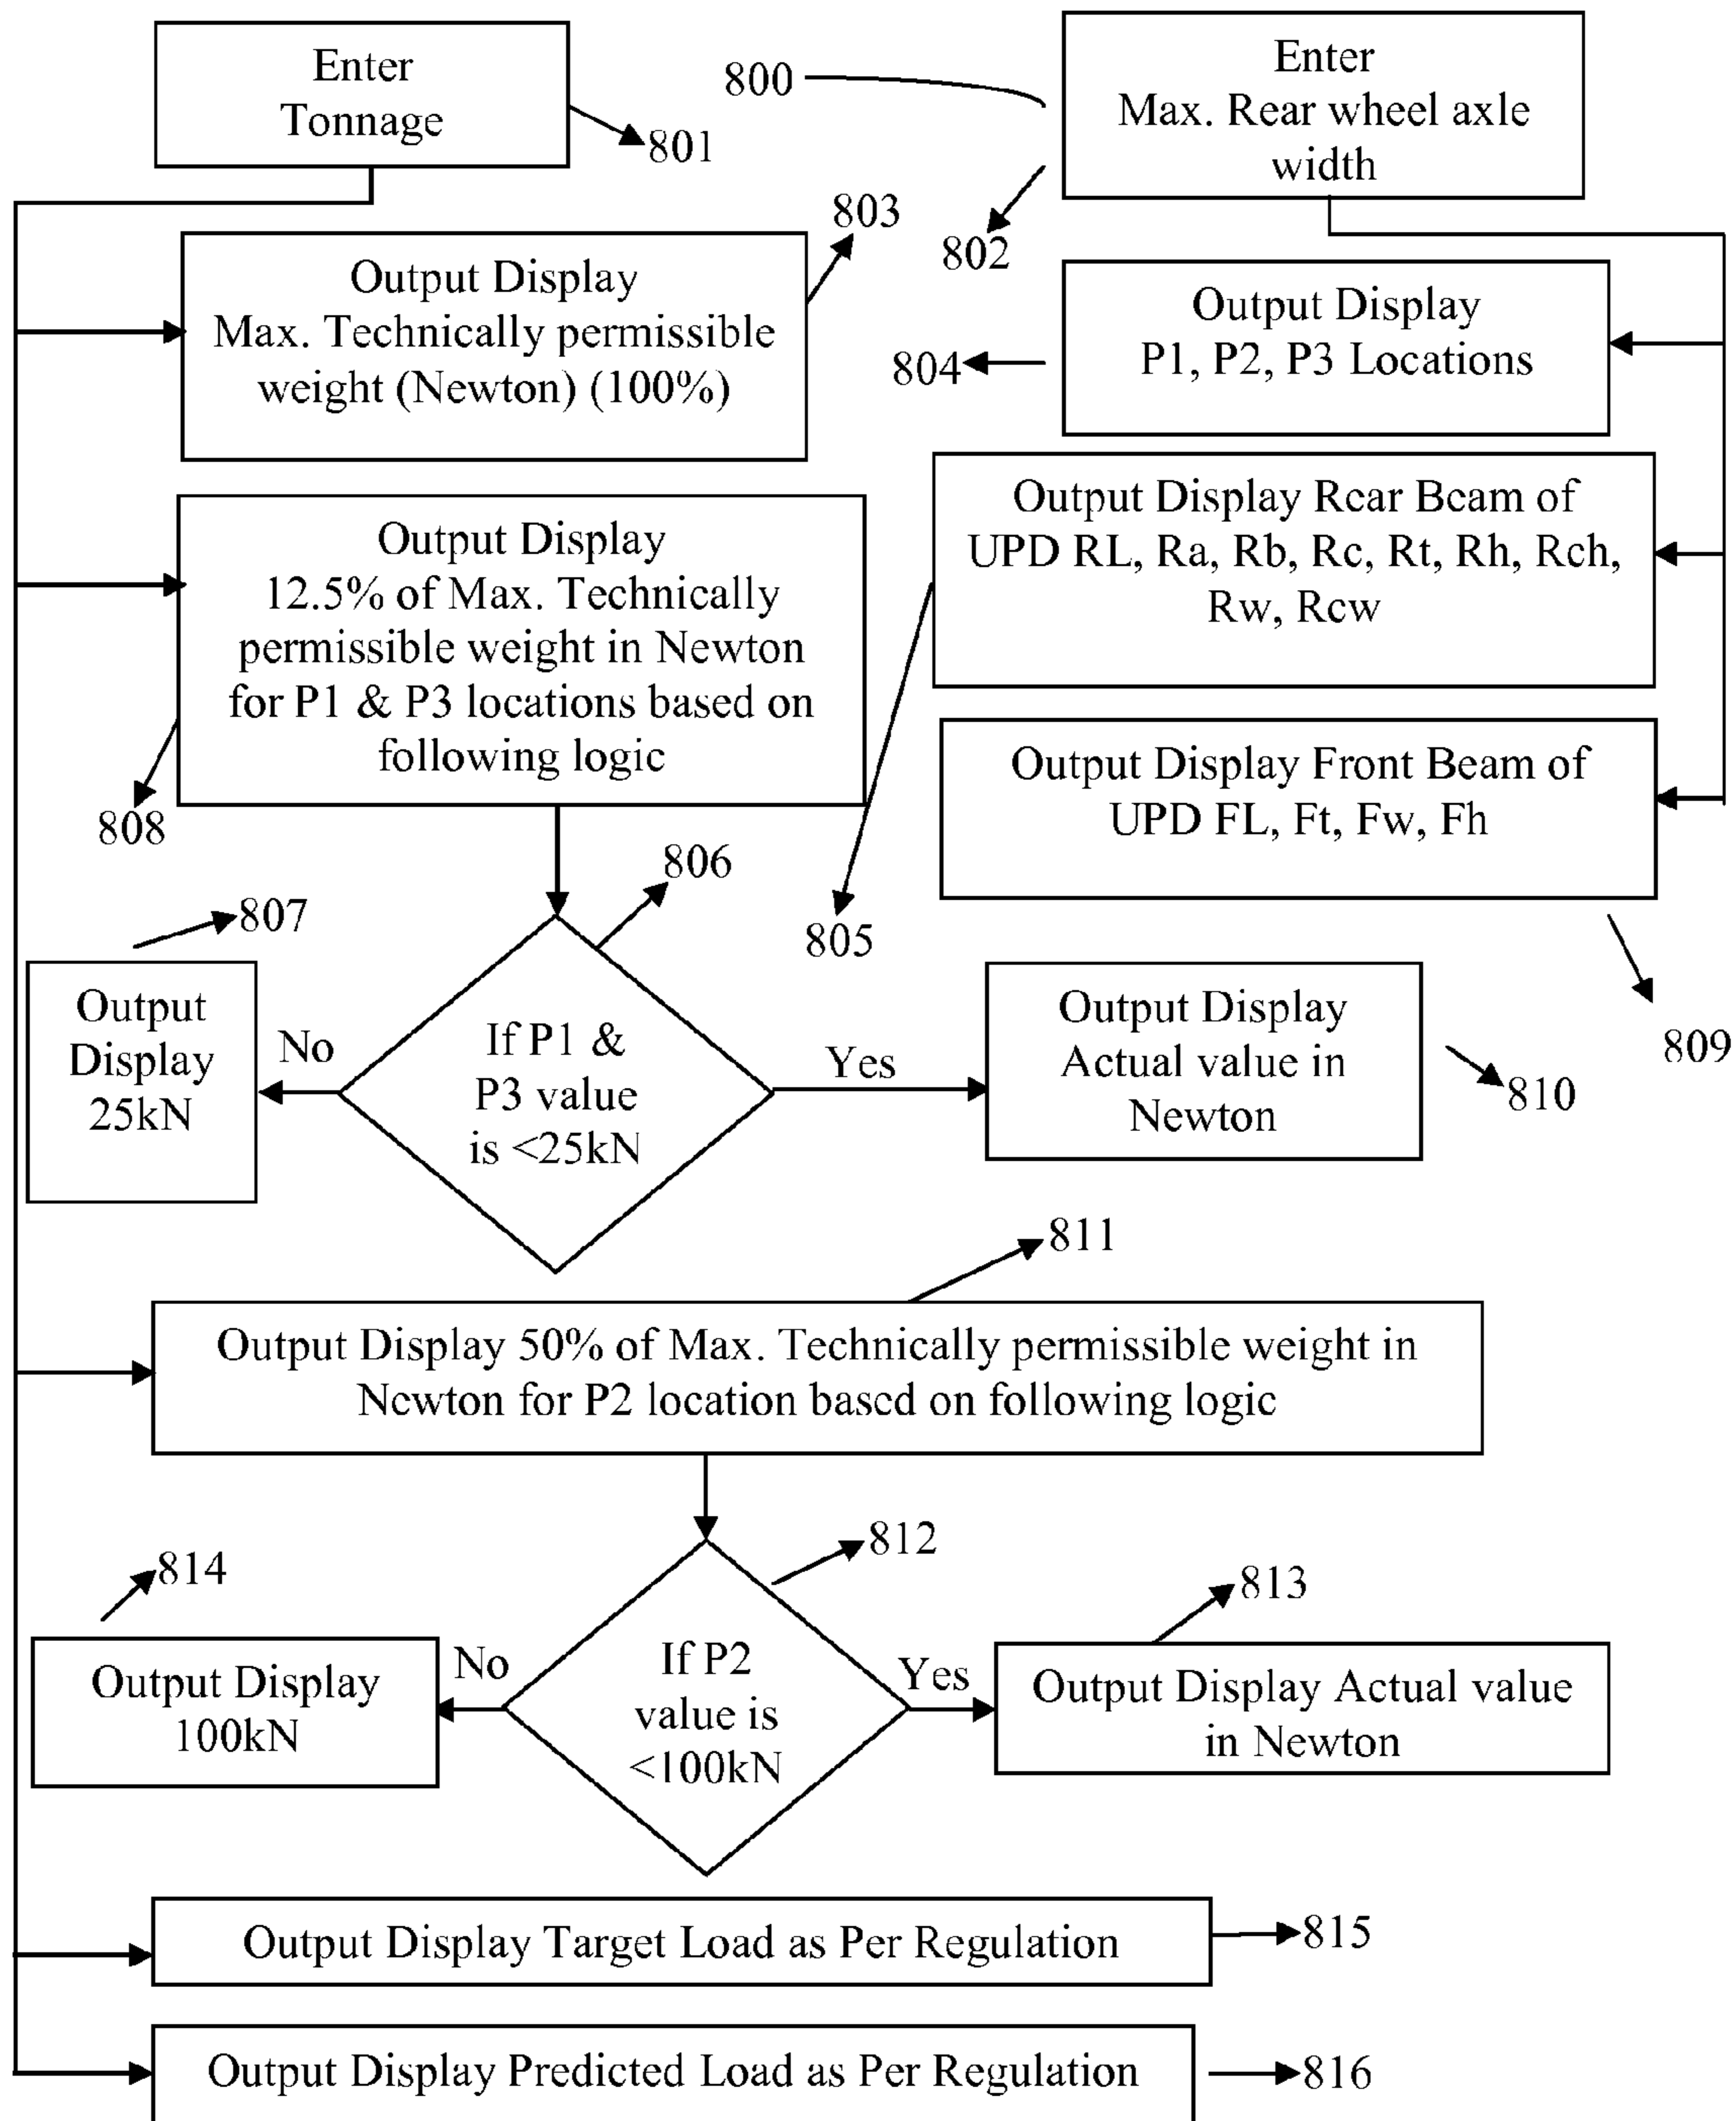 Enter
Tonnage
801
800
Enter
Max. Rear wheel axle
width
802
803
Output Display
Max. Technically permissible
weight (Newton) (100%)
804
Output Display
P1, P2, P3 Locations
Output Display Rear Beam of
UPD RL, Ra, Rb, Rc, Rt, Rh, Rch,
Rw, Rcw
805
Output Display
12.5% of Max. Technically
permissible weight in Newton
for P1 & P3 locations based on
following logic
808
Output Display Front Beam of
UPD FL, Ft, Fw, Fh
809
806
807
Output
Display
25kN
No
If P1 &
P3 value
is <25kN
Yes
Output Display
Actual value in
Newton
810
811
Output Display 50% of Max. Technically permissible weight in
Newton for P2 location based on following logic
812
814
813
Output Display
100kN
No
If P2
value is
<100kN
Yes
Output Display Actual value
in Newton
Output Display Target Load as Per Regulation
815
Output Display Predicted Load as Per Regulation
816